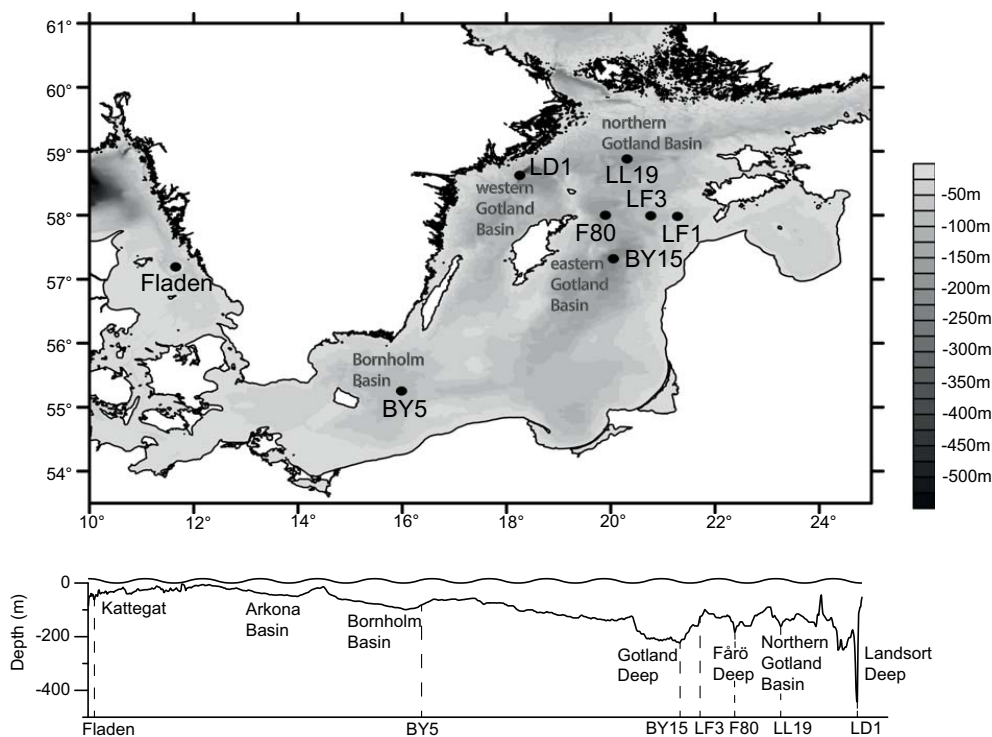 61°
60°
59°
58°
57°
56°
55°
54°
10°
12°
14°
16°
18°
20°
22°
24°
northern
Gotland Basin
LD1
LL19
western
Gotland
Basin
LF3
F80
LF1
BY15
eastern
Gotland
Basin
Fladen
Bornholm
Basin
BY5
-50m
-100m
-150m
-200m
-250m
-300m
-350m
-400m
-450m
-500m
Depth (m)
0
-200
-400
Kattegat
Arkona
Basin
Bornholm
Basin
Gotland
Deep
Fårö
Deep
Northern
Gotland
Basin
Landsort
Deep
Fladen
BY5
BY15
LF3
F80
LL19
LD1